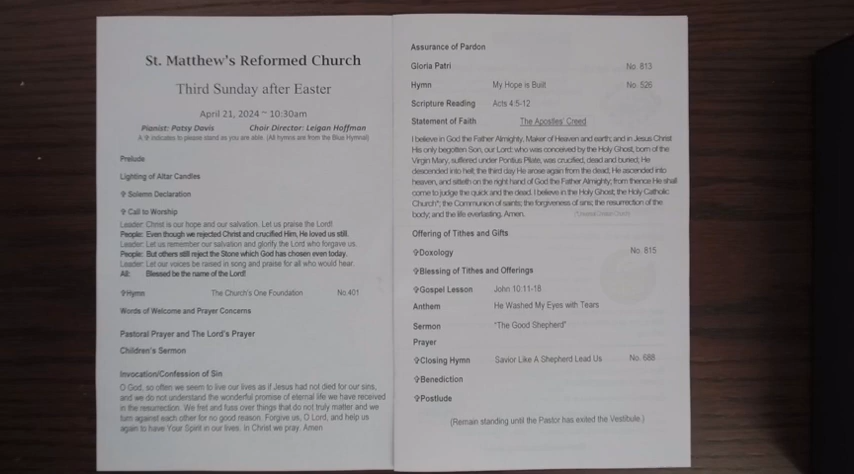 St. Matthew's Reformed Church
Third Sunday after Easter
April 21, 2024 ~ 10:30am
Pianist: Patsy Davis Choir Director: Leigan Hoffman
A ✞ indicates to please stand as you are able. (All hymns are from the Blue Hymnal)
Prelude
Lighting of Altar Candles
✞ Solemn Declaration
✞ Call to Worship
Leader: Christ is our hope and our salvation. Let us praise the Lord!
People: Even though we rejected Christ and crucified Him, He loved us still.
Leader: Let us remember our salvation and glorify the Lord who forgave us.
People: But others still reject the Stone which God has chosen even today.
Leader: Let our voices be raised in song and praise for all who would hear.
All: Blessed be the name of the Lord!
✞Hymn The Church's One Foundation No.401
Words of Welcome and Prayer Concerns
Pastoral Prayer and The Lord's Prayer
Children's Sermon
Invocation/Confession of Sin
O God, so often we seem to live our lives as if Jesus had not died for our sins,
and we do not understand the wonderful promise of eternal life we have received
in the resurrection. We fret and fuss over things that do not truly matter and we
turn against each other for no good reason. Forgive us, O Lord, and help us
again to have Your Spirit in our lives. In Christ we pray. Amen
Assurance of Pardon
Gloria Patri No. 813
Hymn My Hope is Built No. 526
Scripture Reading Acts 4:5-12
Statement of Faith The Apostles' Creed
I believe in God the Father Almighty, Maker of Heaven and earth; and in Jesus Christ
His only begotten Son, our Lord: who was conceived by the Holy Ghost, born of the
Virgin Mary, suffered under Pontius Pilate, was crucified, dead and buried; He
descended into hell; the third day He arose again from the dead. He ascended into
heaven, and sitteth on the right hand of God the Father Almighty; from thence He shall
come to judge the quick and the dead. I believe in the Holy Ghost; the Holy Catholic
Church*; the Communion of saints; the forgiveness of sins; the resurrection of the
body; and the life everlasting. Amen.
Offering of Tithes and Gifts
✞Doxology No. 815
✞Blessing of Tithes and Offerings
✞Gospel Lesson John 10:11-18
Anthem He Washed My Eyes with Tears
Sermon "The Good Shepherd"
Prayer
✞Closing Hymn Savior Like A Shepherd Lead Us No. 688
✞Benediction
✞Postlude
(Remain standing until the Pastor has exited the Vestibule.)